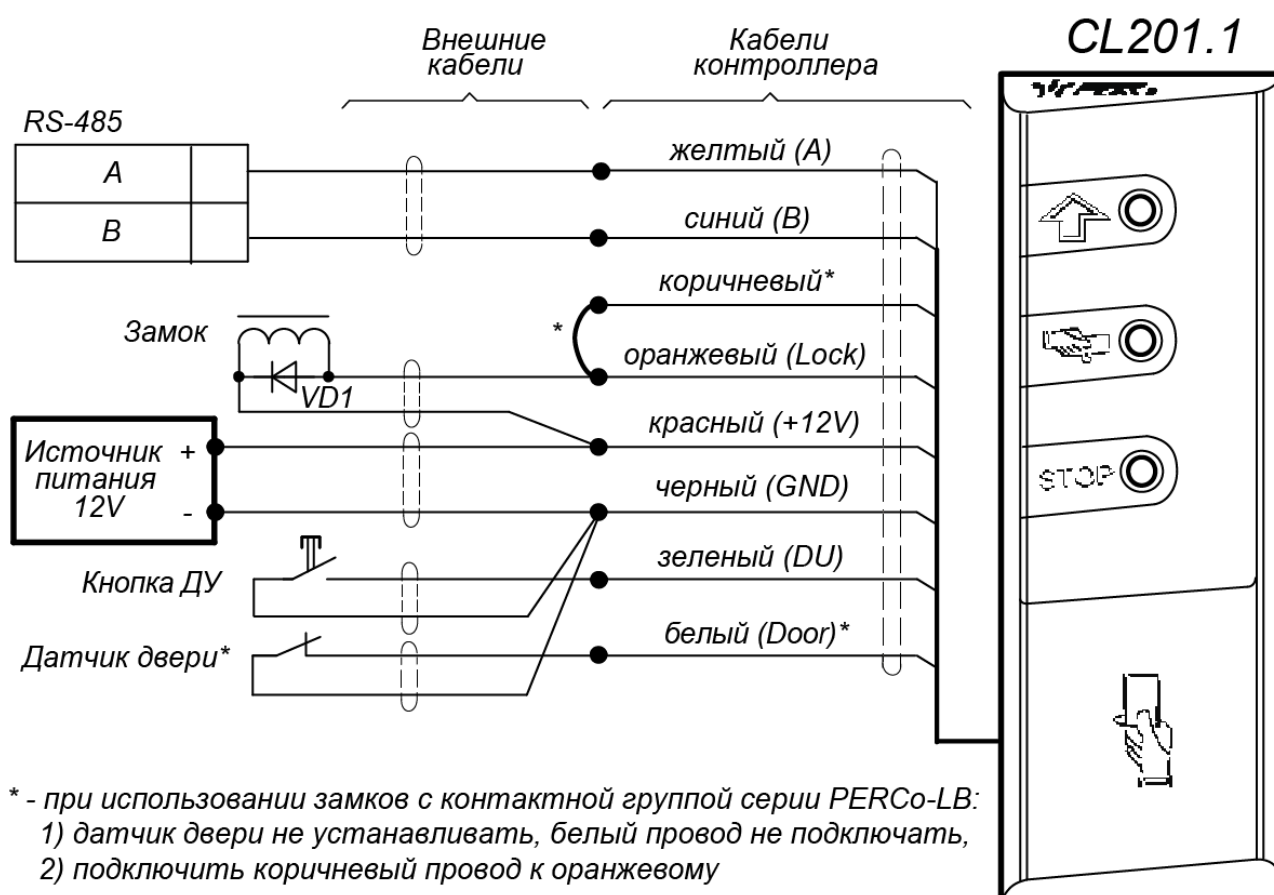 CL201.1
Внешние
кабели
Кабели
контроллера
RS-485
A
B
желтый (A)
синий (B)
коричневый*
Замок
*
оранжевый (Lock)
VD1
красный (+12V)
Источник +
питания
12V -
черный (GND)
STOP
зеленый (DU)
Кнопка ДУ
белый (Door)*
Датчик двери*
* - при использовании замков с контактной группой серии PERCo-LB:
1) датчик двери не устанавливать, белый провод не подключать,
2) подключить коричневый провод к оранжевому